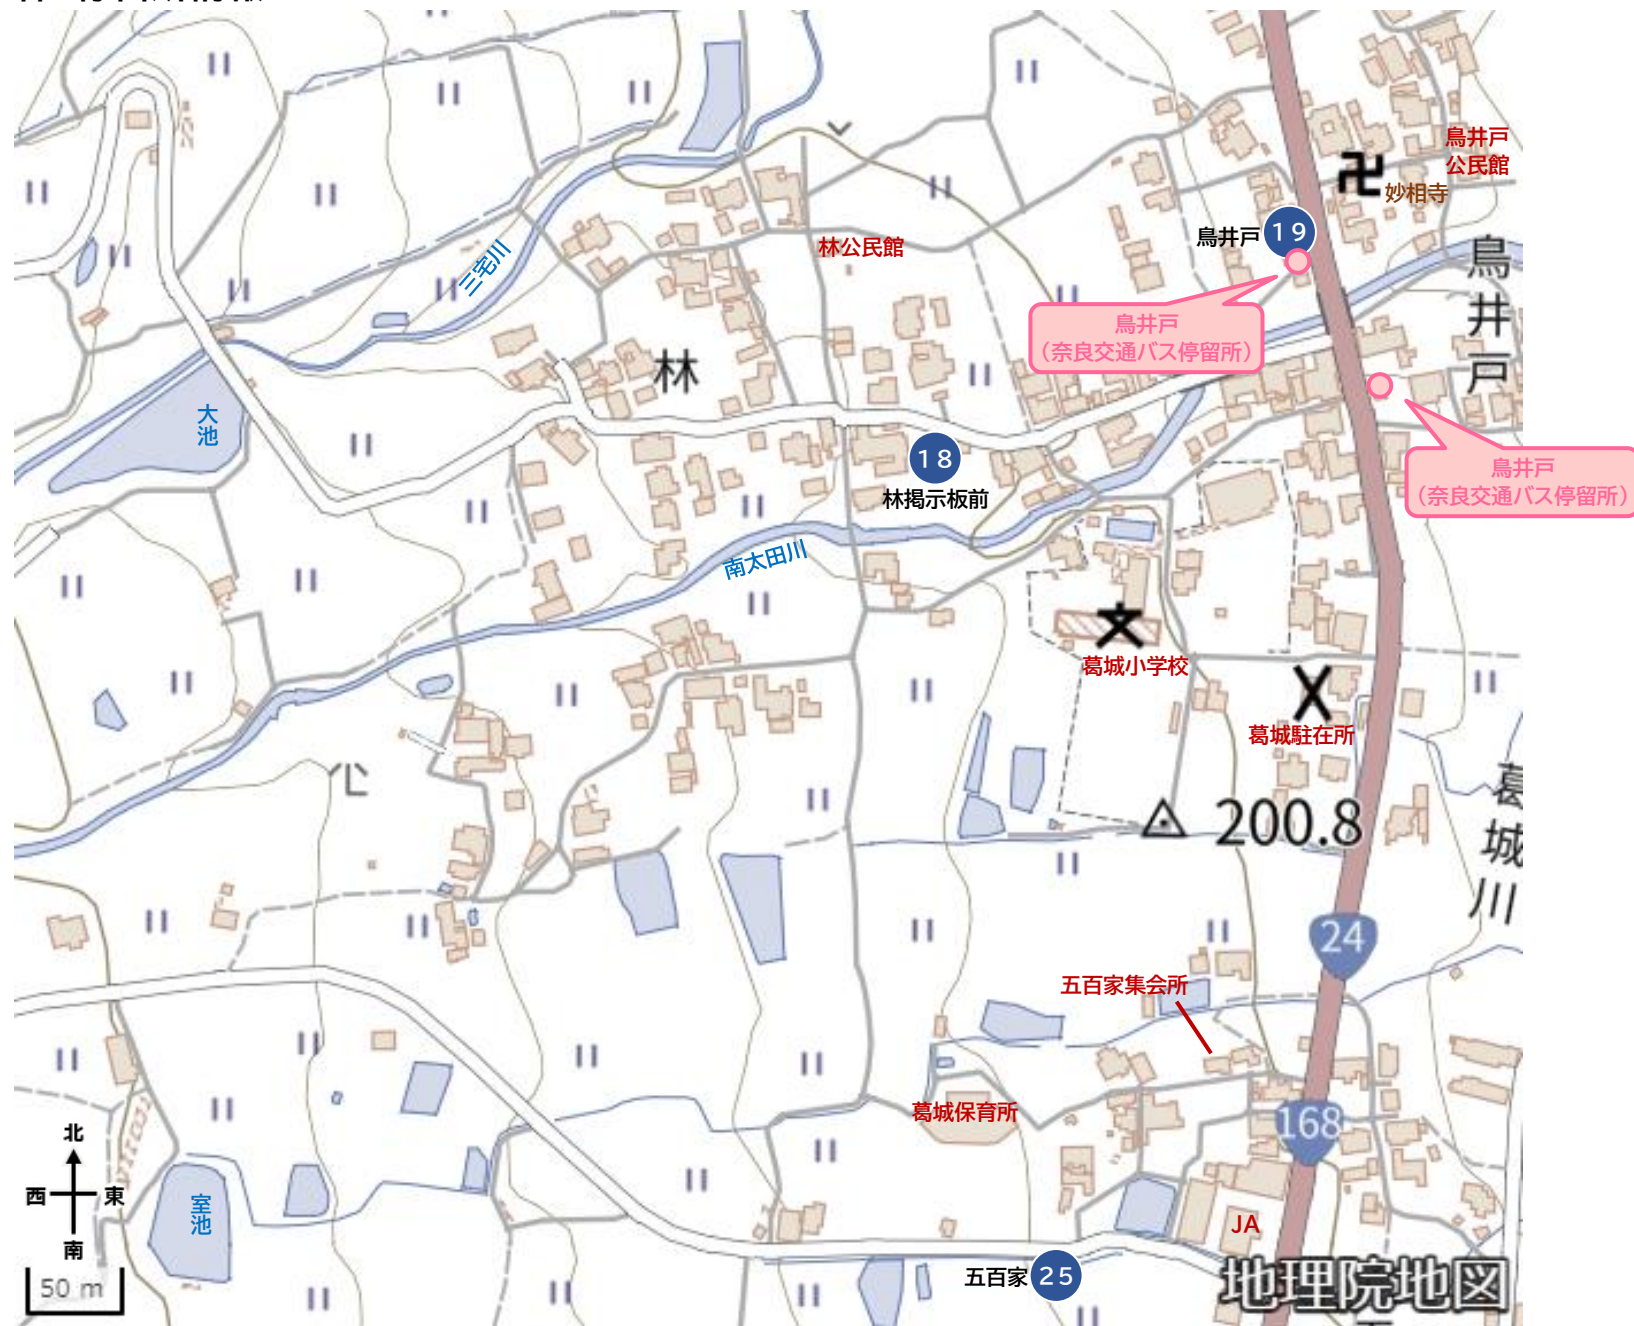 鳥井戸
公民館
妙相寺
鳥井戸
19
林公民館
三宅川
鳥井戸
鳥井戸
(奈良交通バス停留所)
林
大池
18
林掲示板前
鳥井戸
(奈良交通バス停留所)
南太田川
文
葛城小学校
葛城駐在所
200.8
葛城川
24
五百家集会所
葛城保育所
168
北
西
東
南
室池
JA
五百家
25
50 m
地理院地図